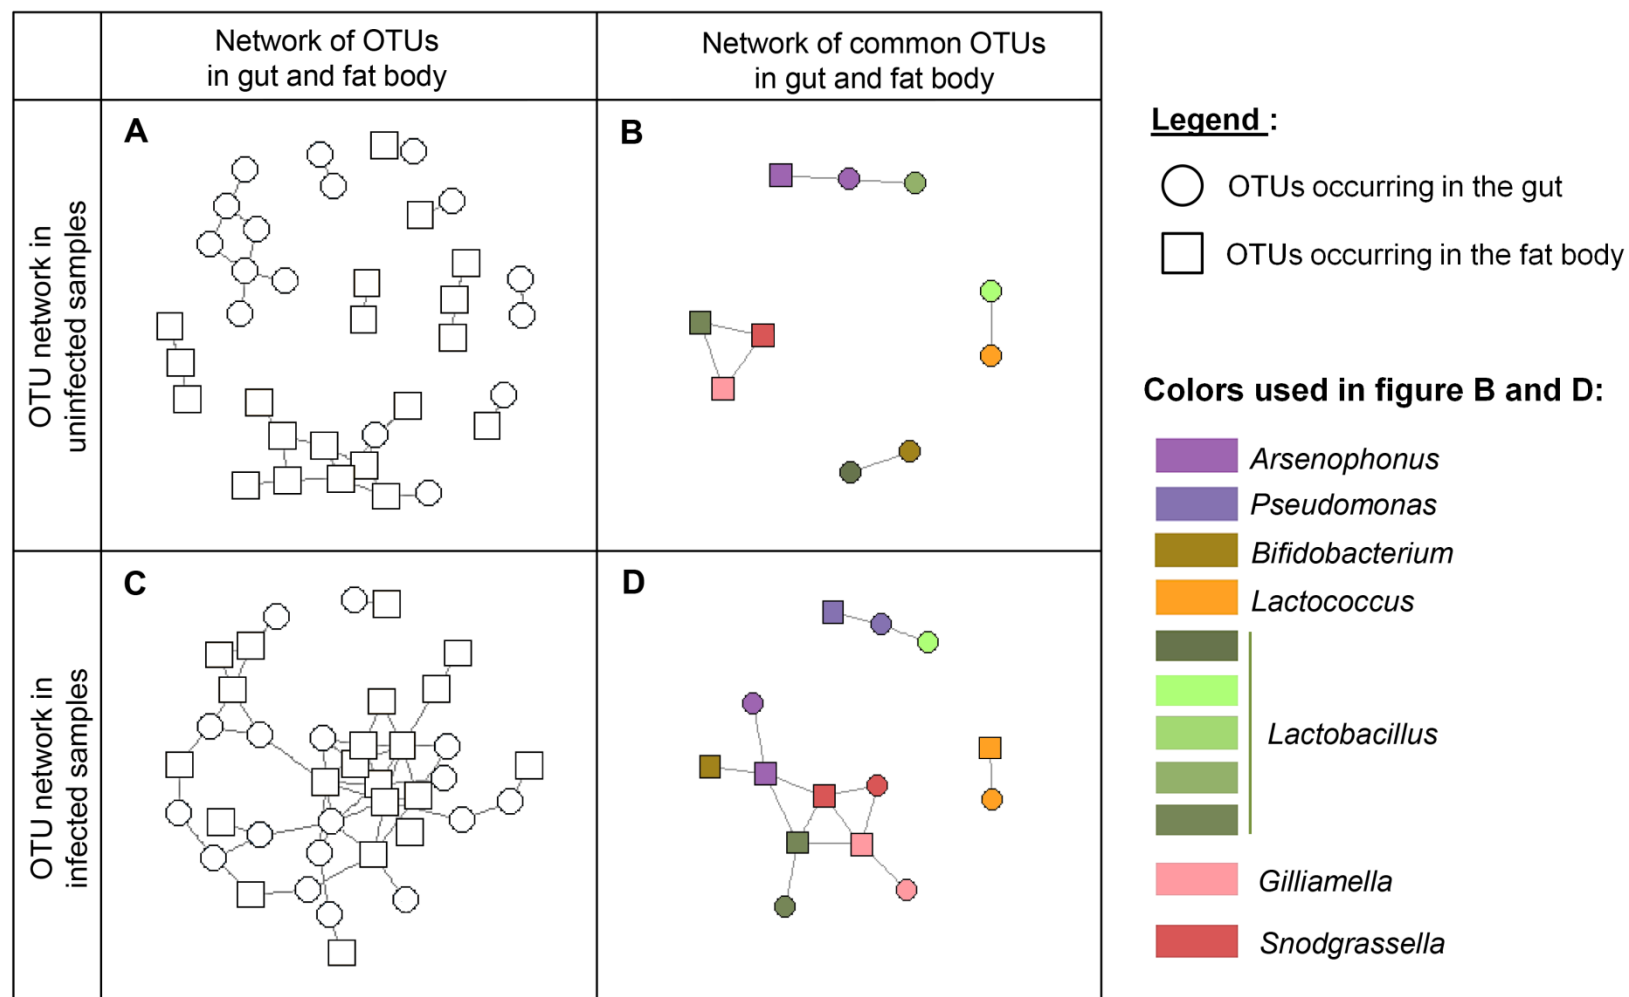 Network of OTUs
in gut and fat body
Network of common OTUs
in gut and fat body
OTU network in
uninfected samples
A
B
OTU network in
infected samples
C
D
Legend :
OTUs occurring in the gut
OTUs occurring in the fat body
Colors used in figure B and D:
Arsenophonus
Pseudomonas
Bifidobacterium
Lactococcus
Lactobacillus
Gilliamella
Snodgrassella